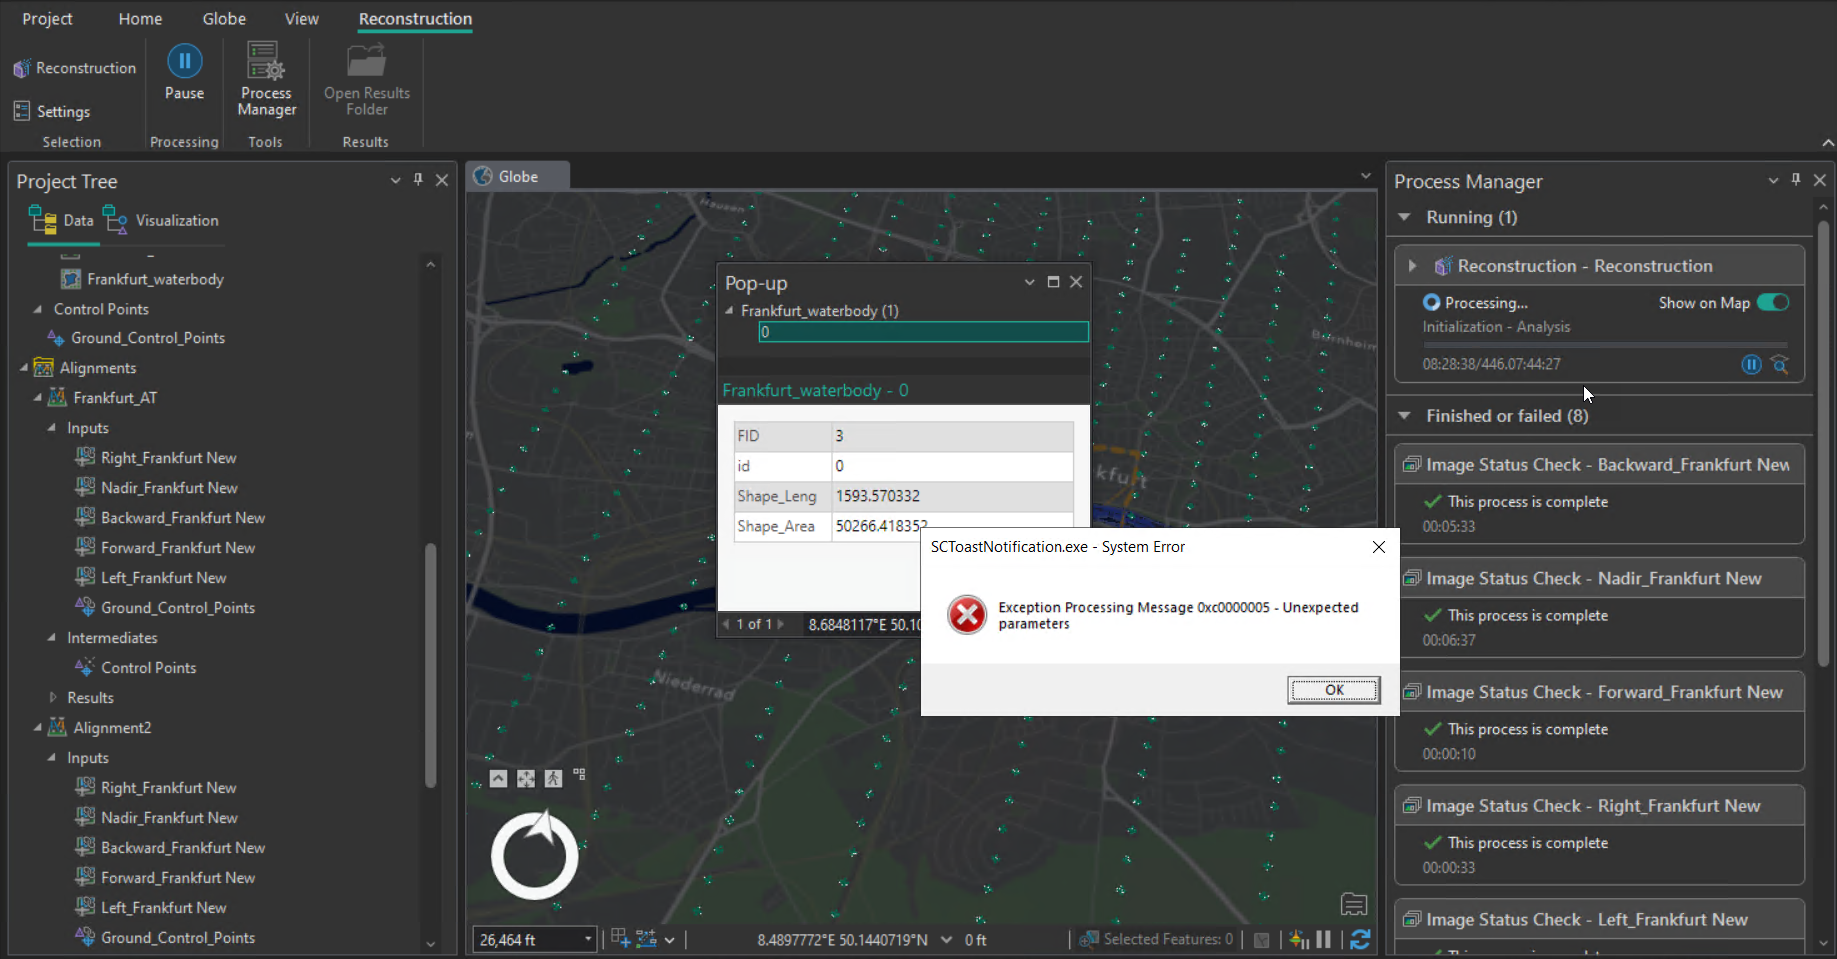 Project
Home
Globe
View
Reconstruction
Reconstruction
Settings
Selection
Pause
Processing
Process
Manager
Tools
Open Results
Folder
Results
Project Tree
Data
Visualization
Frankfurt_waterbody
Control Points
Ground_Control_Points
Alignments
Frankfurt_AT
Inputs
Right_Frankfurt New
Nadir_Frankfurt New
Backward_Frankfurt New
Forward_Frankfurt New
Left_Frankfurt New
Ground_Control_Points
Intermediates
Control Points
Results
Alignment2
Inputs
Right_Frankfurt New
Nadir_Frankfurt New
Backward_Frankfurt New
Forward_Frankfurt New
Left_Frankfurt New
Ground_Control_Points
Globe
Hausen
Bornheim
kfurt
Niederrad
Pop-up
Frankfurt_waterbody (1)
0
Frankfurt_waterbody - 0
FID 3
id 0
Shape_Leng 1593.570332
Shape_Area 50266.418352
1 of 1
8.6848117°E 50.10
SCToastNotification.exe - System Error
Exception Processing Message 0xc0000005 - Unexpected
parameters
OK
26,464 ft
8.4897772°E 50.1440719°N
0 ft
Selected Features: 0
Process Manager
Running (1)
Reconstruction - Reconstruction
Processing...
Show on Map
Initialization - Analysis
08:28:38/446.07:44:27
Finished or failed (8)
Image Status Check - Backward_Frankfurt New
This process is complete
00:05:33
Image Status Check - Nadir_Frankfurt New
This process is complete
00:06:37
Image Status Check - Forward_Frankfurt New
This process is complete
00:00:10
Image Status Check - Right_Frankfurt New
This process is complete
00:00:33
Image Status Check - Left_Frankfurt New